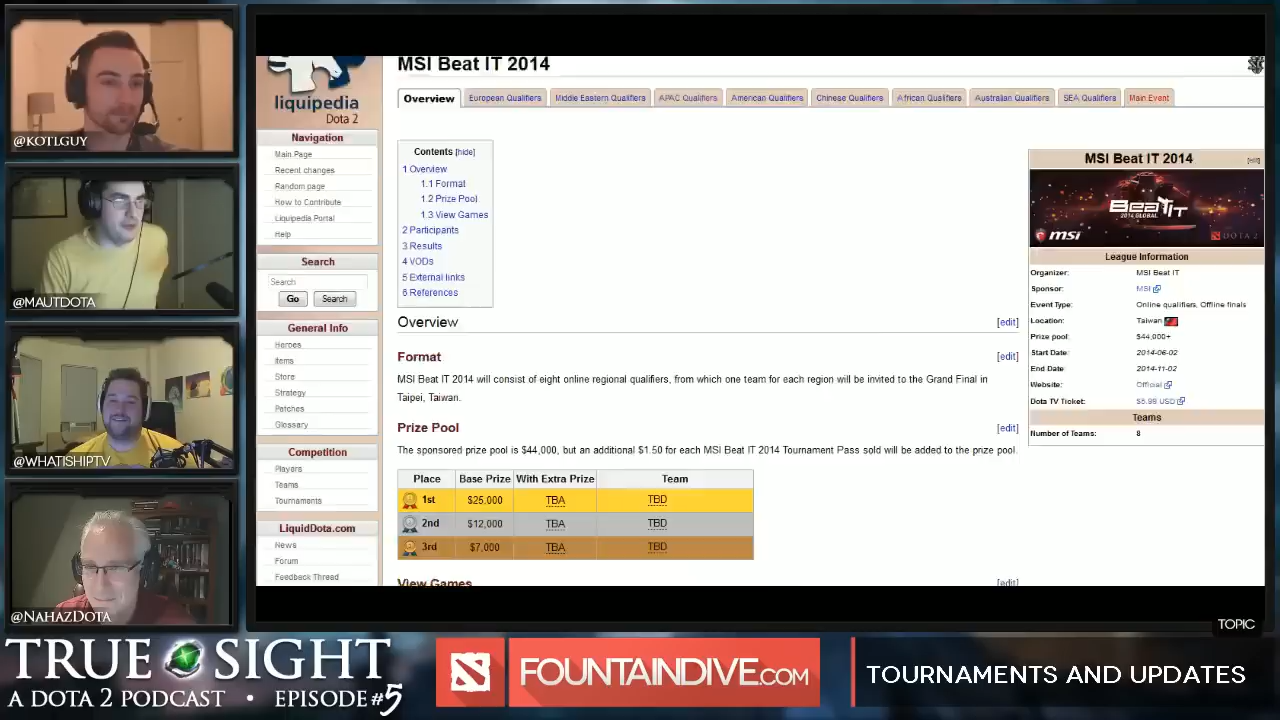 @KOTLGUY
@MAUTDOTA
@WHATISHIPTV
@NAHAZDOTA
liquipedia
Dota 2
Navigation
Main Page
Recent changes
Random page
How to Contribute
Liquipedia Portal
Help
Search
Search
Go Search
General Info
Heroes
Items
Store
Strategy
Patches
Glossary
Competition
Players
Teams
Tournaments
LiquidDota.com
News
Forum
Feedback Thread
MSI Beat IT 2014
Overview European Qualifiers Middle Eastern Qualifiers APAC Qualifiers American Qualifiers Chinese Qualifiers African Qualifiers Australian Qualifiers SEA Qualifiers Main Event
Contents [hide]
1 Overview
1.1 Format
1.2 Prize Pool
1.3 View Games
2 Participants
3 Results
4 VODs
5 External links
6 References
Overview [edit]
Format [edit]
MSI Beat IT 2014 will consist of eight online regional qualifiers, from which one team for each region will be invited to the Grand Final in
Taipei, Taiwan.
Prize Pool [edit]
The sponsored prize pool is $44,000, but an additional $1.50 for each MSI Beat IT 2014 Tournament Pass sold will be added to the prize pool.
Place Base Prize With Extra Prize Team
1st $25,000 TBA TBD
2nd $12,000 TBA TBD
3rd $7,000 TBA TBD
View Games [edit]
MSI Beat IT 2014 [edit]
BEAT IT
2014 GLOBAL
msi DOTA 2
League Information
Organizer: MSI Beat IT
Sponsor: MSI
Event Type: Online qualifiers, Offline finals
Location: Taiwan
Prize pool: $44,000+
Start Date: 2014-06-02
End Date: 2014-11-02
Website: Official
Dota TV Ticket: $5.99 USD
Teams
Number of Teams: 8
TOPIC
TRUE SIGHT
A DOTA 2 PODCAST • EPISODE #5
FOUNTAINDIVE.COM
TOURNAMENTS AND UPDATES